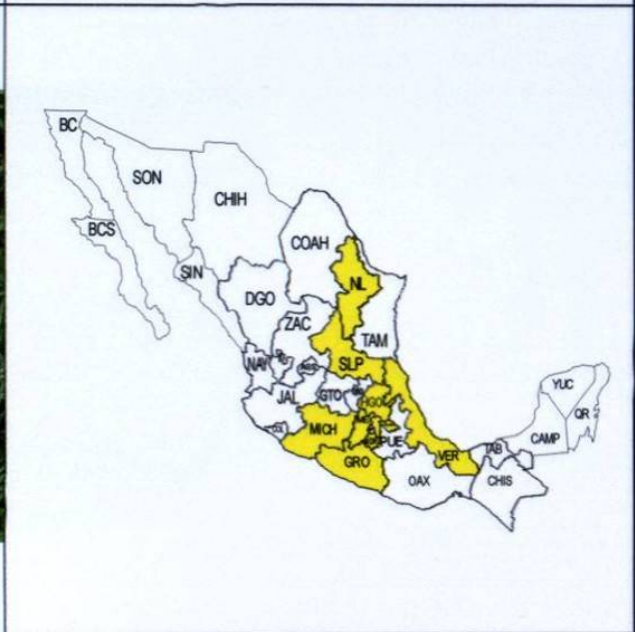 BC
SON
CHIH
BCS
COAH
SIN
NL
DGO
ZAC
TAM
NAY
SLP
JAL
GTO
HGO
MICH
PUE
GRO
VER
TAB
OAX
CHIS
CAMP
YUC
QR